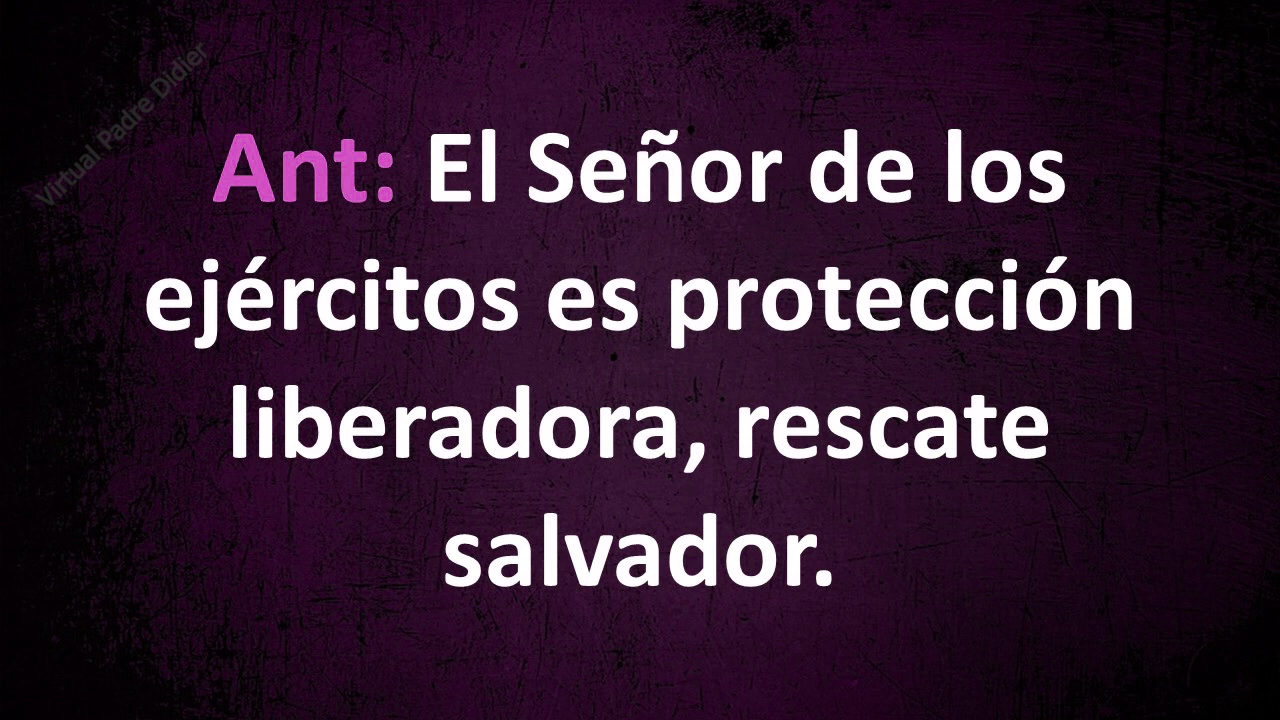 Virtual Padre Didier
Ant: El Señor de los
ejércitos es protección
liberadora, rescate
salvador.